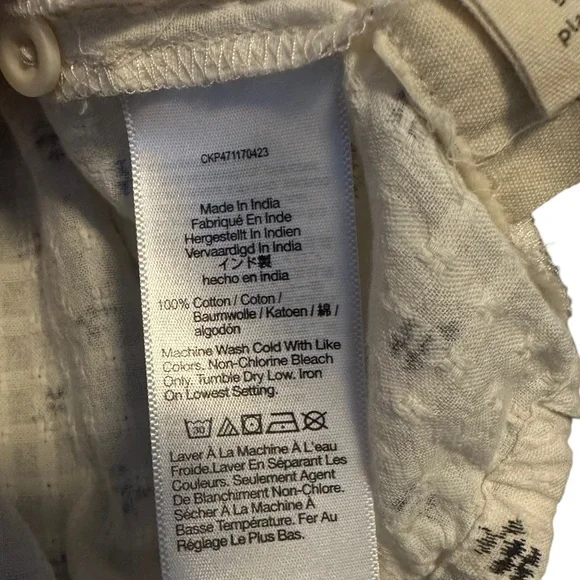 CKP471170423
Made In India
Fabriqué En Inde
Hergestellt In Indien
Vervaardigd In India
インド製
hecho en india
100% Cotton / Coton /
Baumwolle / Katoen / 綿 /
algodón
Machine Wash Cold With Like
Colors. Non-Chlorine Bleach
Only. Tumble Dry Low. Iron
On Lowest Setting.
30
Laver À La Machine À L'eau
Froide.Laver En Séparant Les
Couleurs. Seulement Agent
De Blanchiment Non-Chlore.
Sécher À La Machine À
Basse Température. Fer Au
Réglage Le Plus Bas.